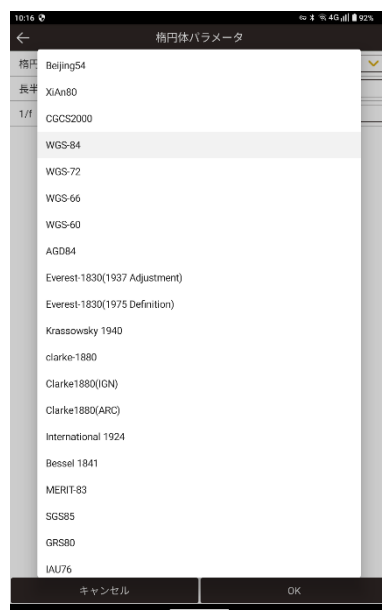 10:16 4G 92%
楕円体パラメータ
楕円
Beijing54
長半
XiAn80
1/f
CGCS2000
WGS-84
WGS-72
WGS-66
WGS-60
AGD84
Everest-1830(1937 Adjustment)
Everest-1830(1975 Definition)
Krassowsky 1940
clarke-1880
Clarke1880(IGN)
Clarke1880(ARC)
International 1924
Bessel 1841
MERIT-83
SGS85
GRS80
IAU76
キャンセル OK